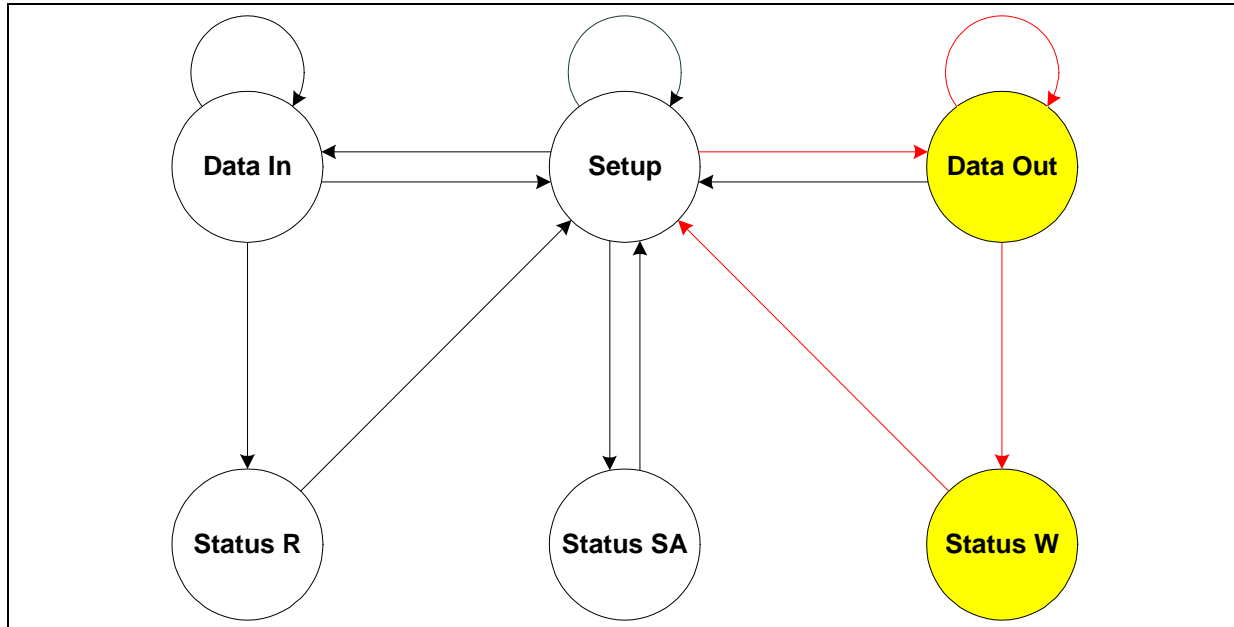 Data In
Setup
Data Out
Status R
Status SA
Status W